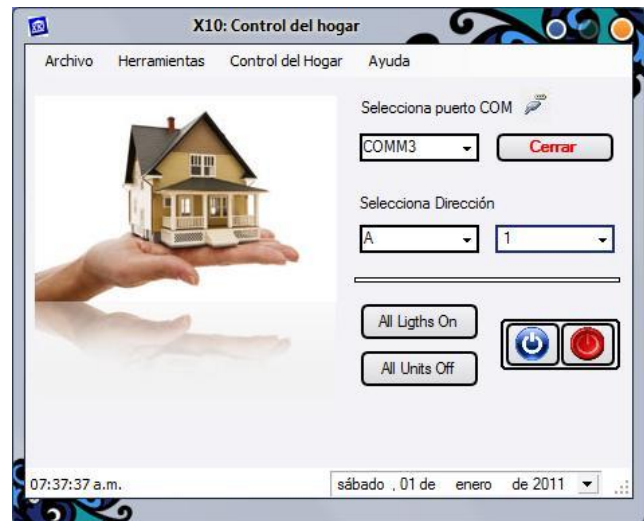 X10: Control del hogar
Archivo Herramientas Control del Hogar Ayuda
Selecciona puerto COM
COMM3 Cerrar
Selecciona Dirección
A 1
All Ligths On
All Units Off
07:37:37 a.m. sábado , 01 de enero de 2011